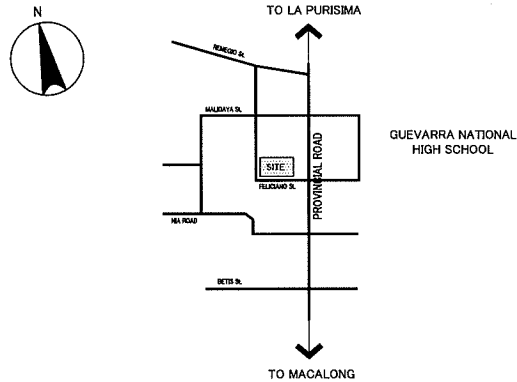 N
TO LA PURISIMA
REMEGIO St.
MALIGAYA St.
GUEVARRA NATIONAL
HIGH SCHOOL
SITE
PROVINCIAL ROAD
FELICIANO St.
NIA ROAD
BETIS St.
TO MACALONG